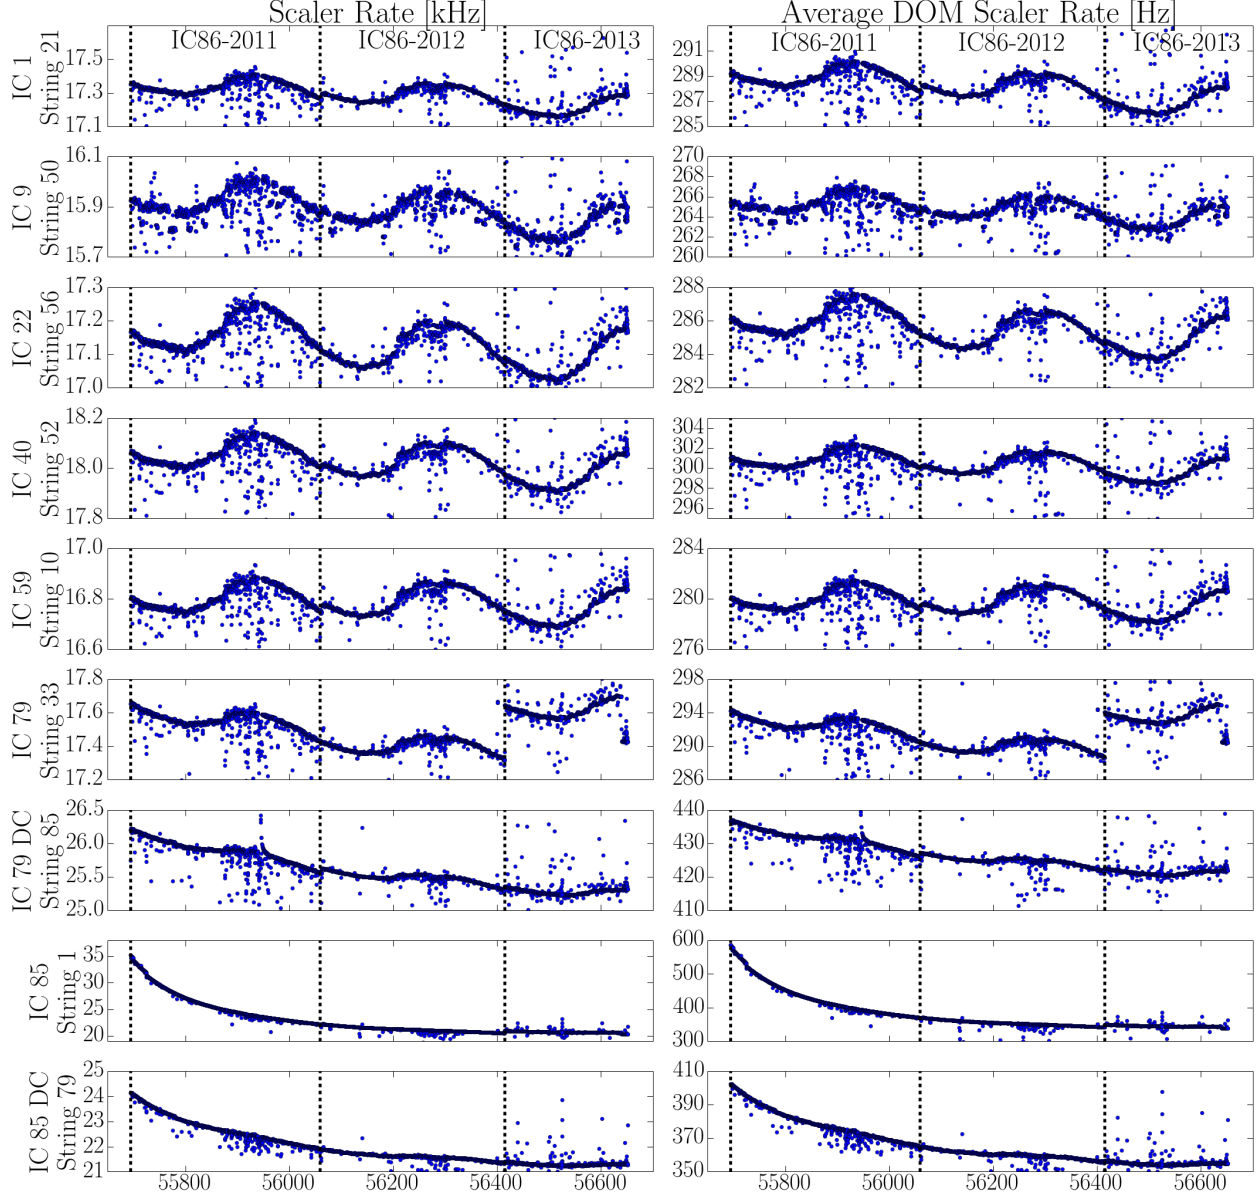 Scaler Rate [kHz]
Average DOM Scaler Rate [Hz]
IC86-2011 IC86-2012 IC86-2013
IC86-2011 IC86-2012 IC86-2013
IC 1
String 21
17.5
17.3
17.1
291
289
287
285
IC 9
String 50
16.1
15.9
15.7
270
268
266
264
262
260
IC 22
String 56
17.3
17.2
17.1
17.0
288
286
284
282
IC 40
String 52
18.2
18.0
17.8
304
302
300
298
296
IC 59
String 10
17.0
16.8
16.6
284
280
276
IC 79
String 33
17.8
17.6
17.4
17.2
298
294
290
286
IC 79 DC
String 85
26.5
26.0
25.5
25.0
440
430
420
410
IC 85
String 1
35
30
25
20
600
500
400
300
IC 85 DC
String 79
25
24
23
22
21
410
390
370
350
55800 56000 56200 56400 56600
55800 56000 56200 56400 56600